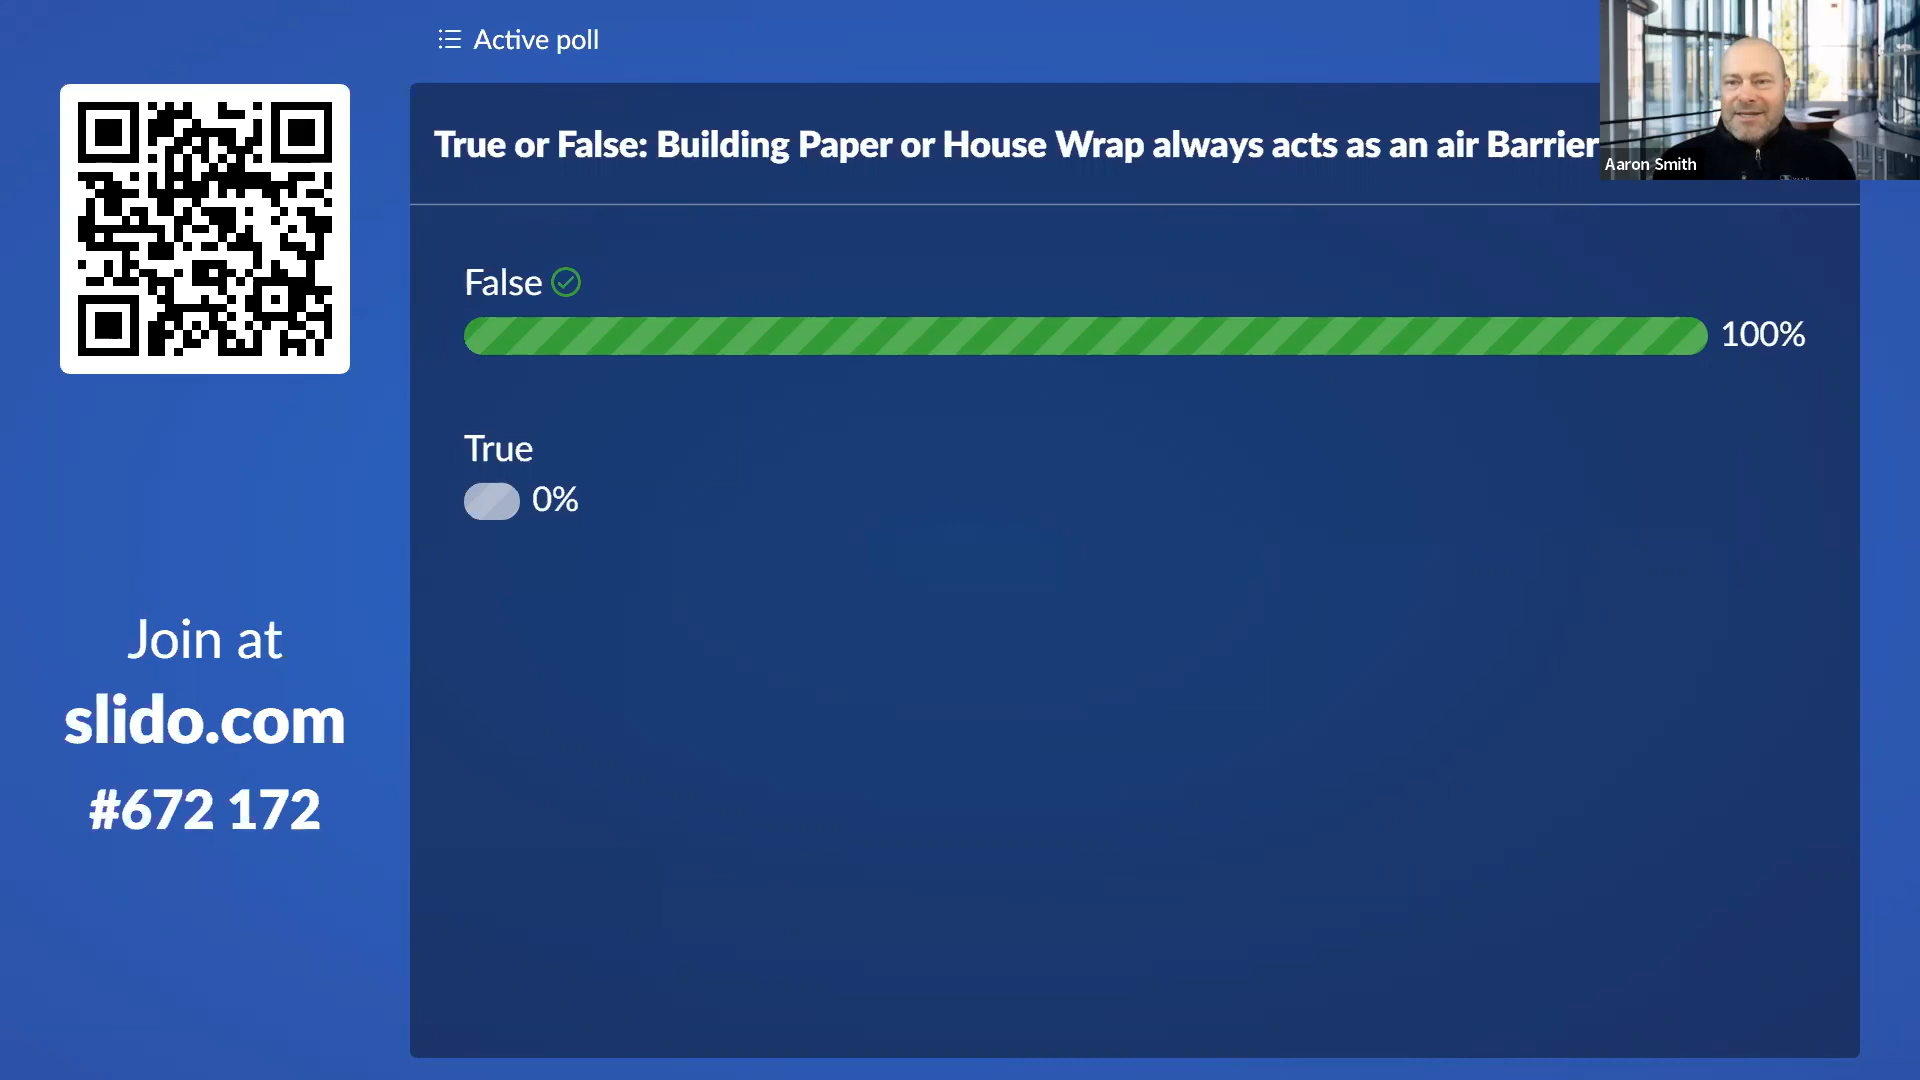 Active poll
True or False: Building Paper or House Wrap always acts as an air Barrier
Aaron Smith
False
100%
True
0%
Join at
slido.com
#672 172